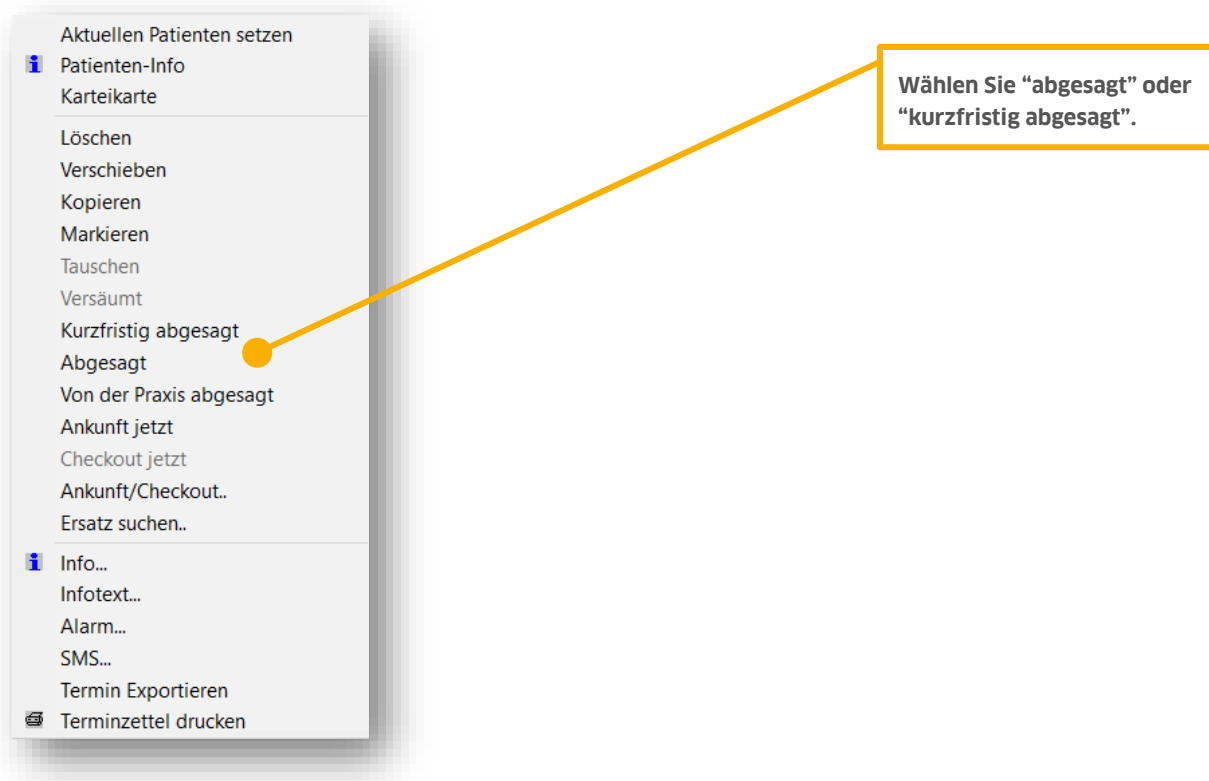 Aktuellen Patienten setzen
Patienten-Info
Karteikarte
Löschen
Verschieben
Kopieren
Markieren
Tauschen
Versäumt
Kurzfristig abgesagt
Abgesagt
Von der Praxis abgesagt
Ankunft jetzt
Checkout jetzt
Ankunft/Checkout..
Ersatz suchen..
Info...
Infotext...
Alarm...
SMS...
Termin Exportieren
Terminzettel drucken
Wählen Sie “abgesagt” oder
“kurzfristig abgesagt”.